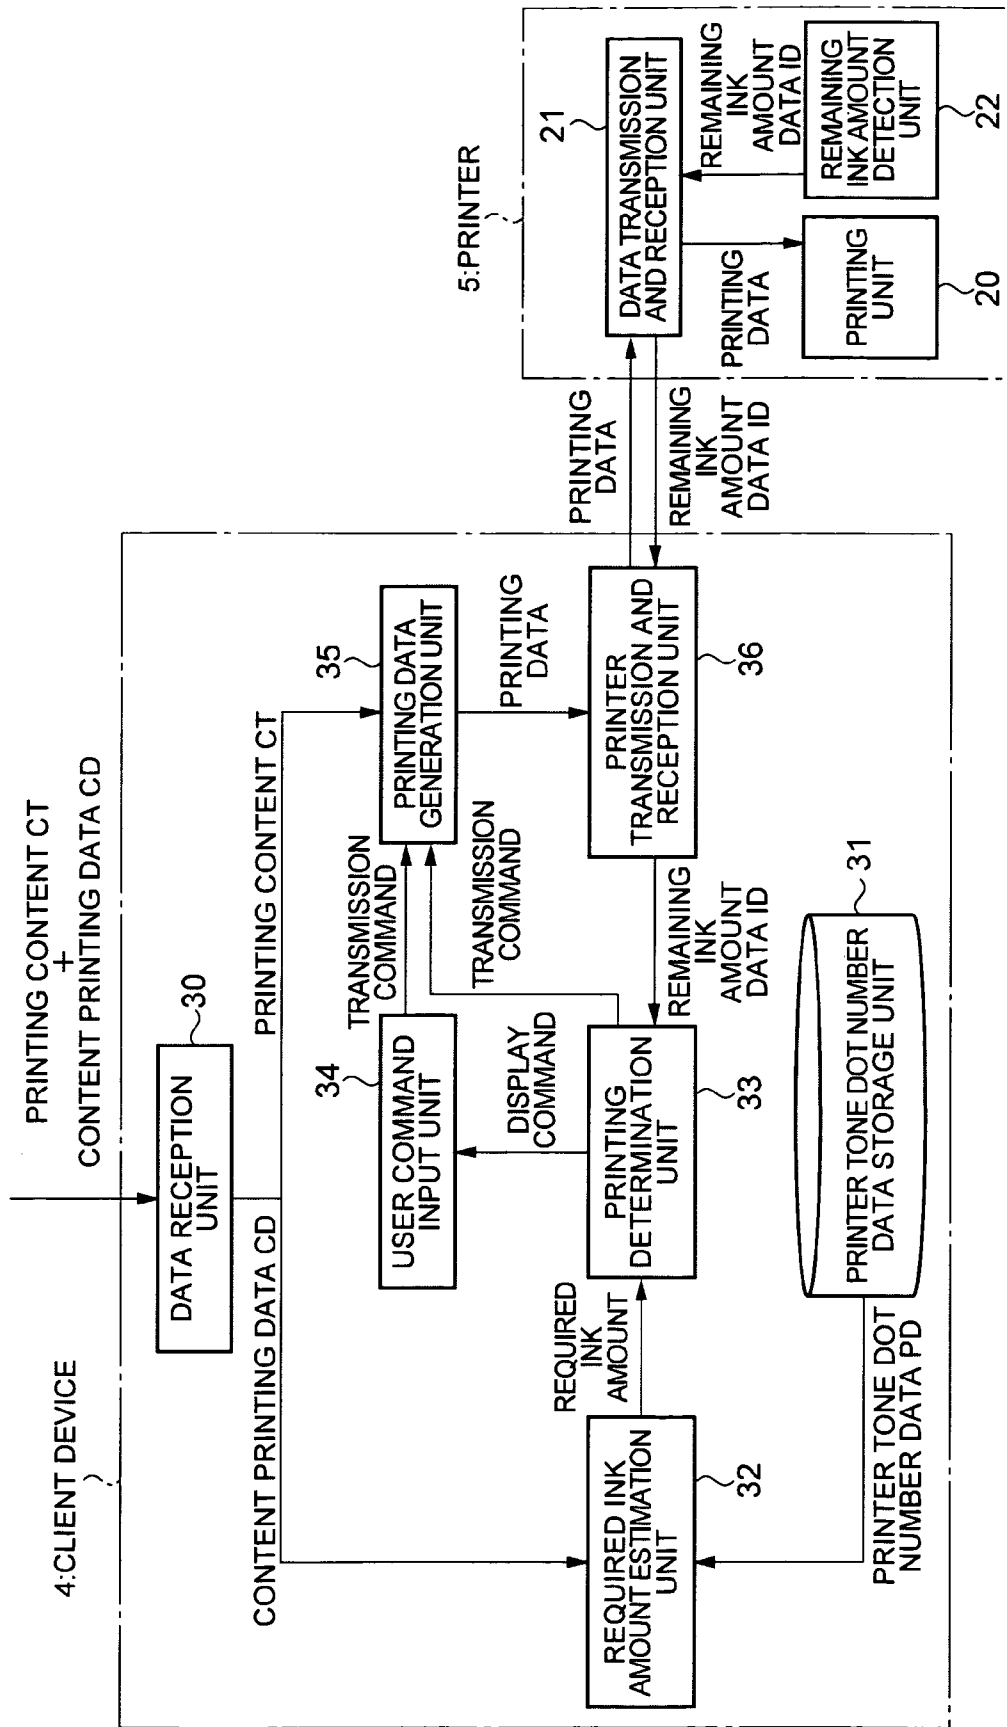 PRINTING CONTENT CT
+
CONTENT PRINTING DATA CD
4:CLIENT DEVICE
30
DATA RECEPTION
UNIT
CONTENT PRINTING DATA CD
PRINTING CONTENT CT
34
USER COMMAND
INPUT UNIT
TRANSMISSION
COMMAND
35
PRINTING DATA
GENERATION UNIT
DISPLAY
COMMAND
TRANSMISSION
COMMAND
PRINTING
DATA
REQUIRED INK
AMOUNT ESTIMATION
UNIT
32
REQUIRED
INK
AMOUNT
PRINTING
DETERMINATION
UNIT
33
REMAINING
INK
AMOUNT
DATA ID
PRINTER
TRANSMISSION AND
RECEPTION UNIT
36
PRINTER TONE DOT
NUMBER DATA PD
PRINTER TONE DOT NUMBER
DATA STORAGE UNIT
31
PRINTING
DATA
REMAINING
INK
AMOUNT
DATA ID
5:PRINTER
21
DATA TRANSMISSION
AND RECEPTION UNIT
PRINTING
DATA
REMAINING
INK
AMOUNT
DATA ID
PRINTING
UNIT
20
REMAINING
INK AMOUNT
DETECTION
UNIT
22